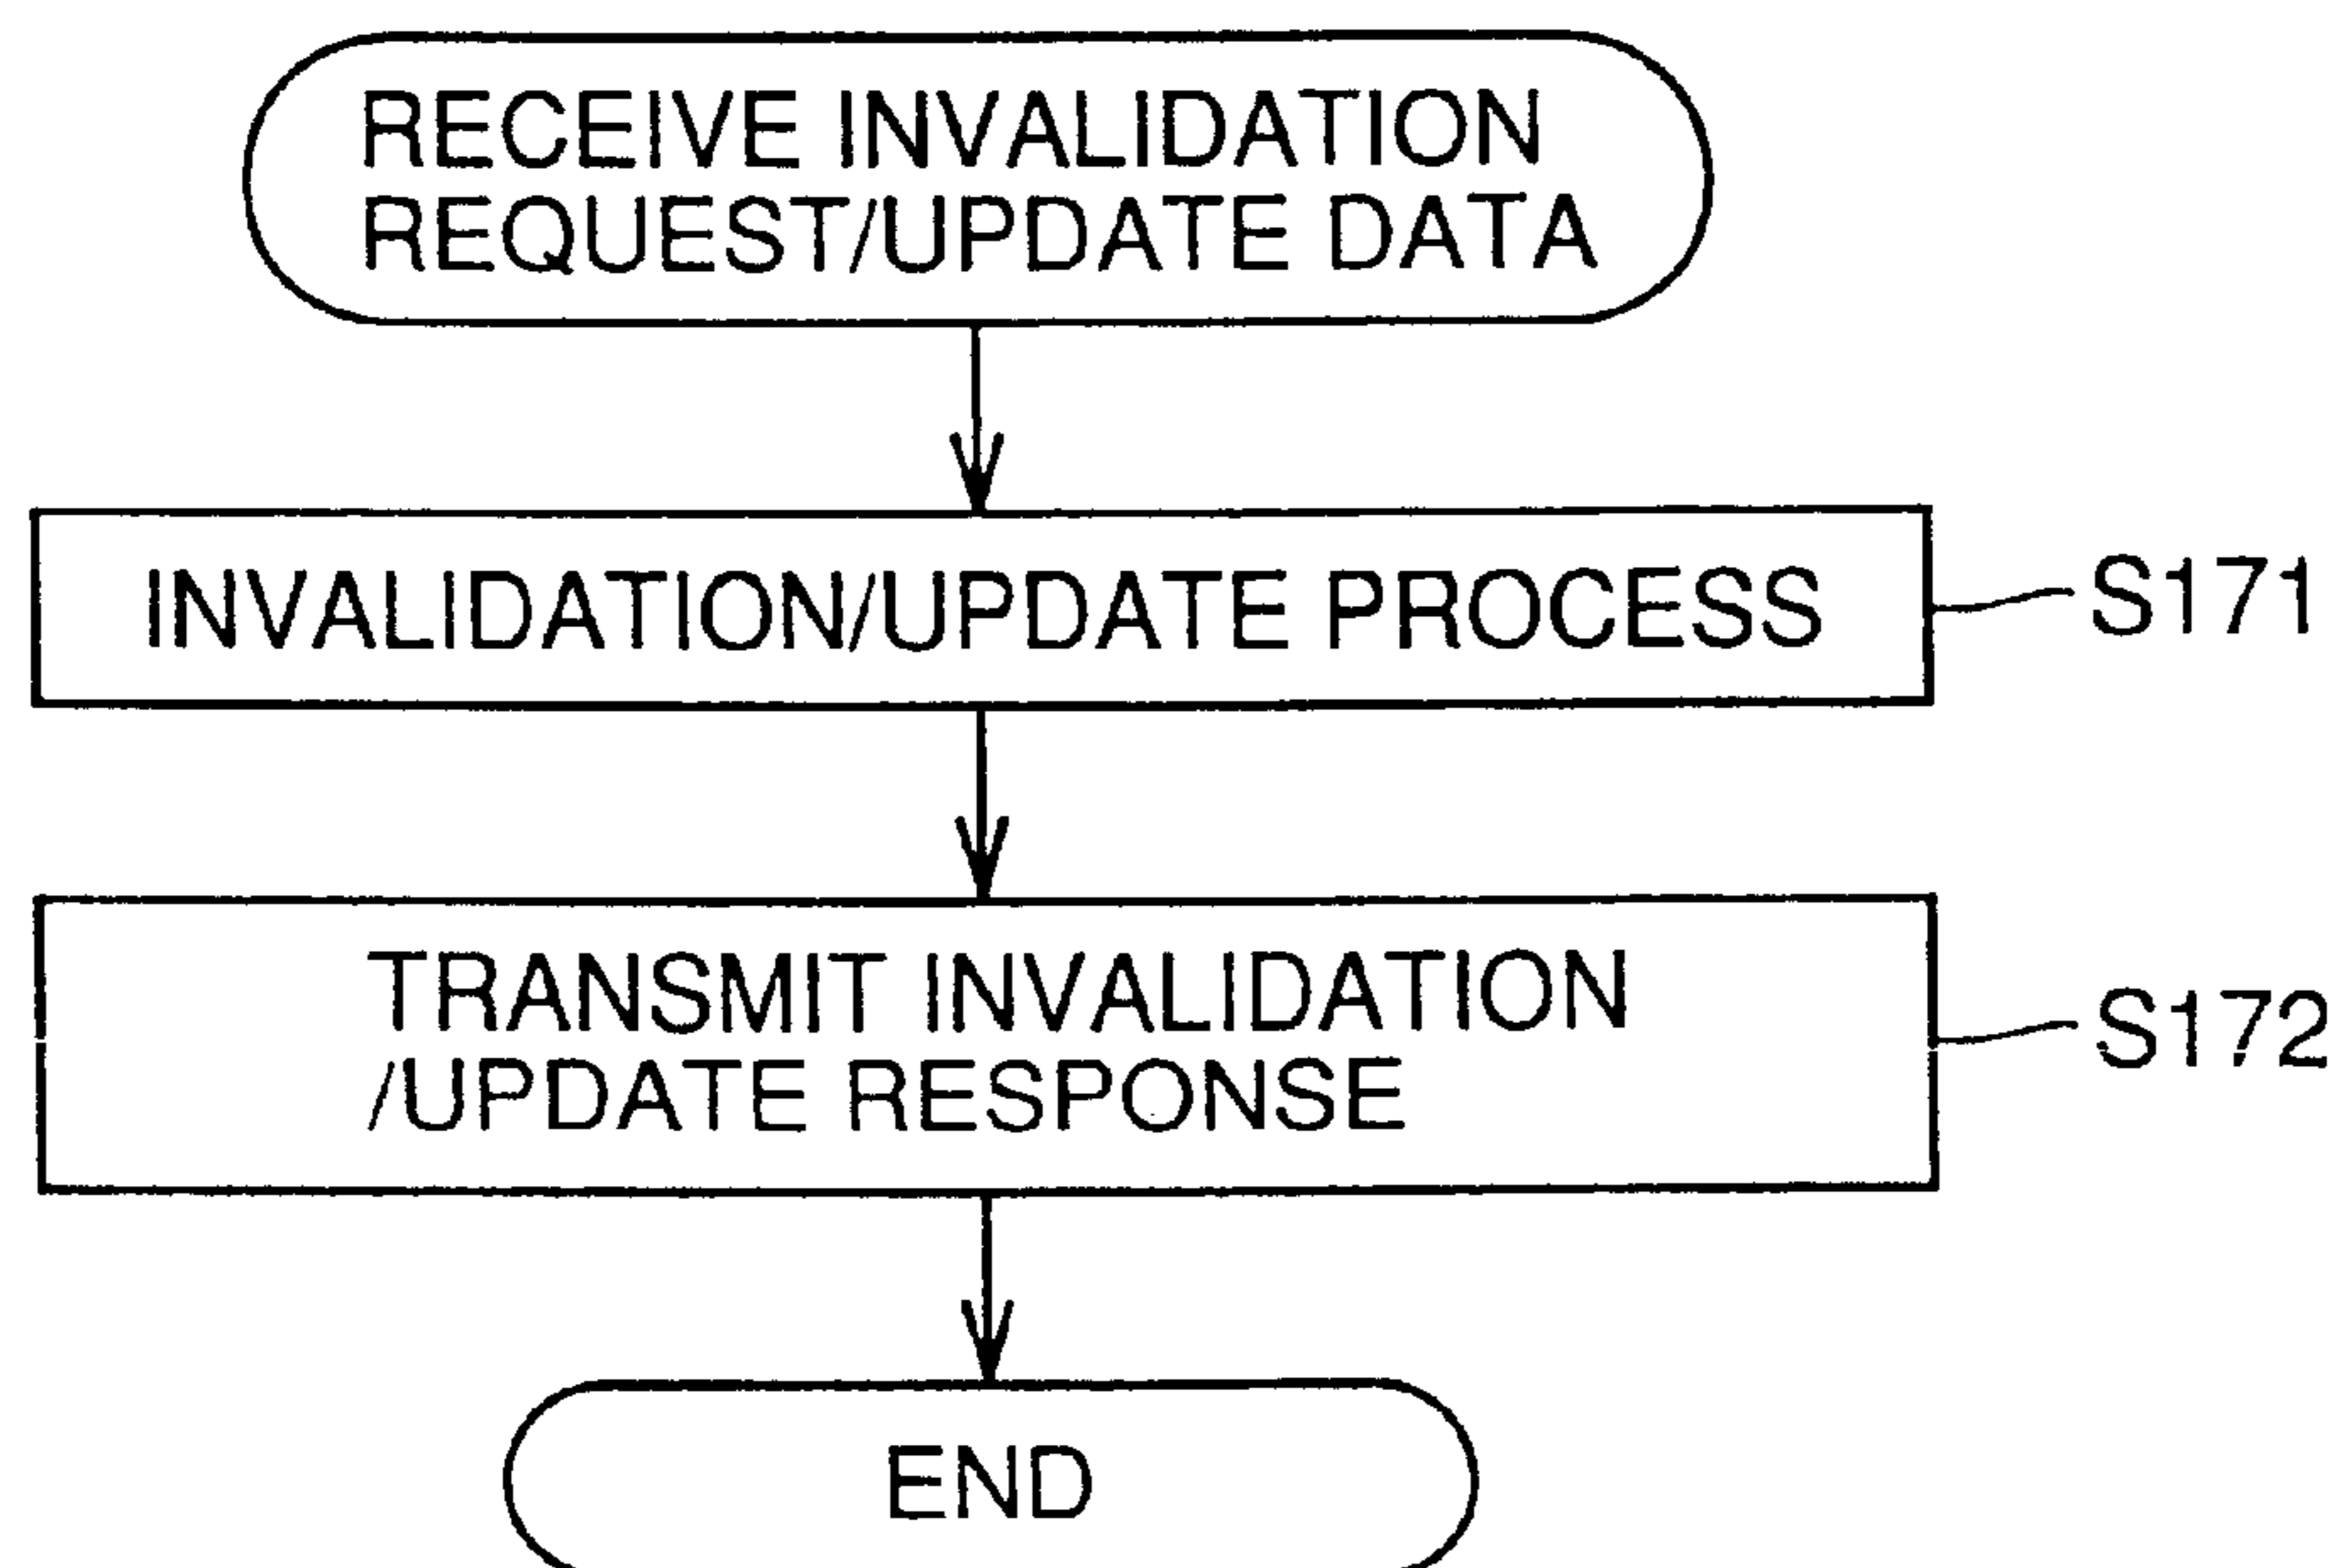 RECEIVE INVALIDATION
REQUEST/UPDATE DATA
INVALIDATION/UPDATE PROCESS
S171
TRANSMIT INVALIDATION
/UPDATE RESPONSE
S172
END